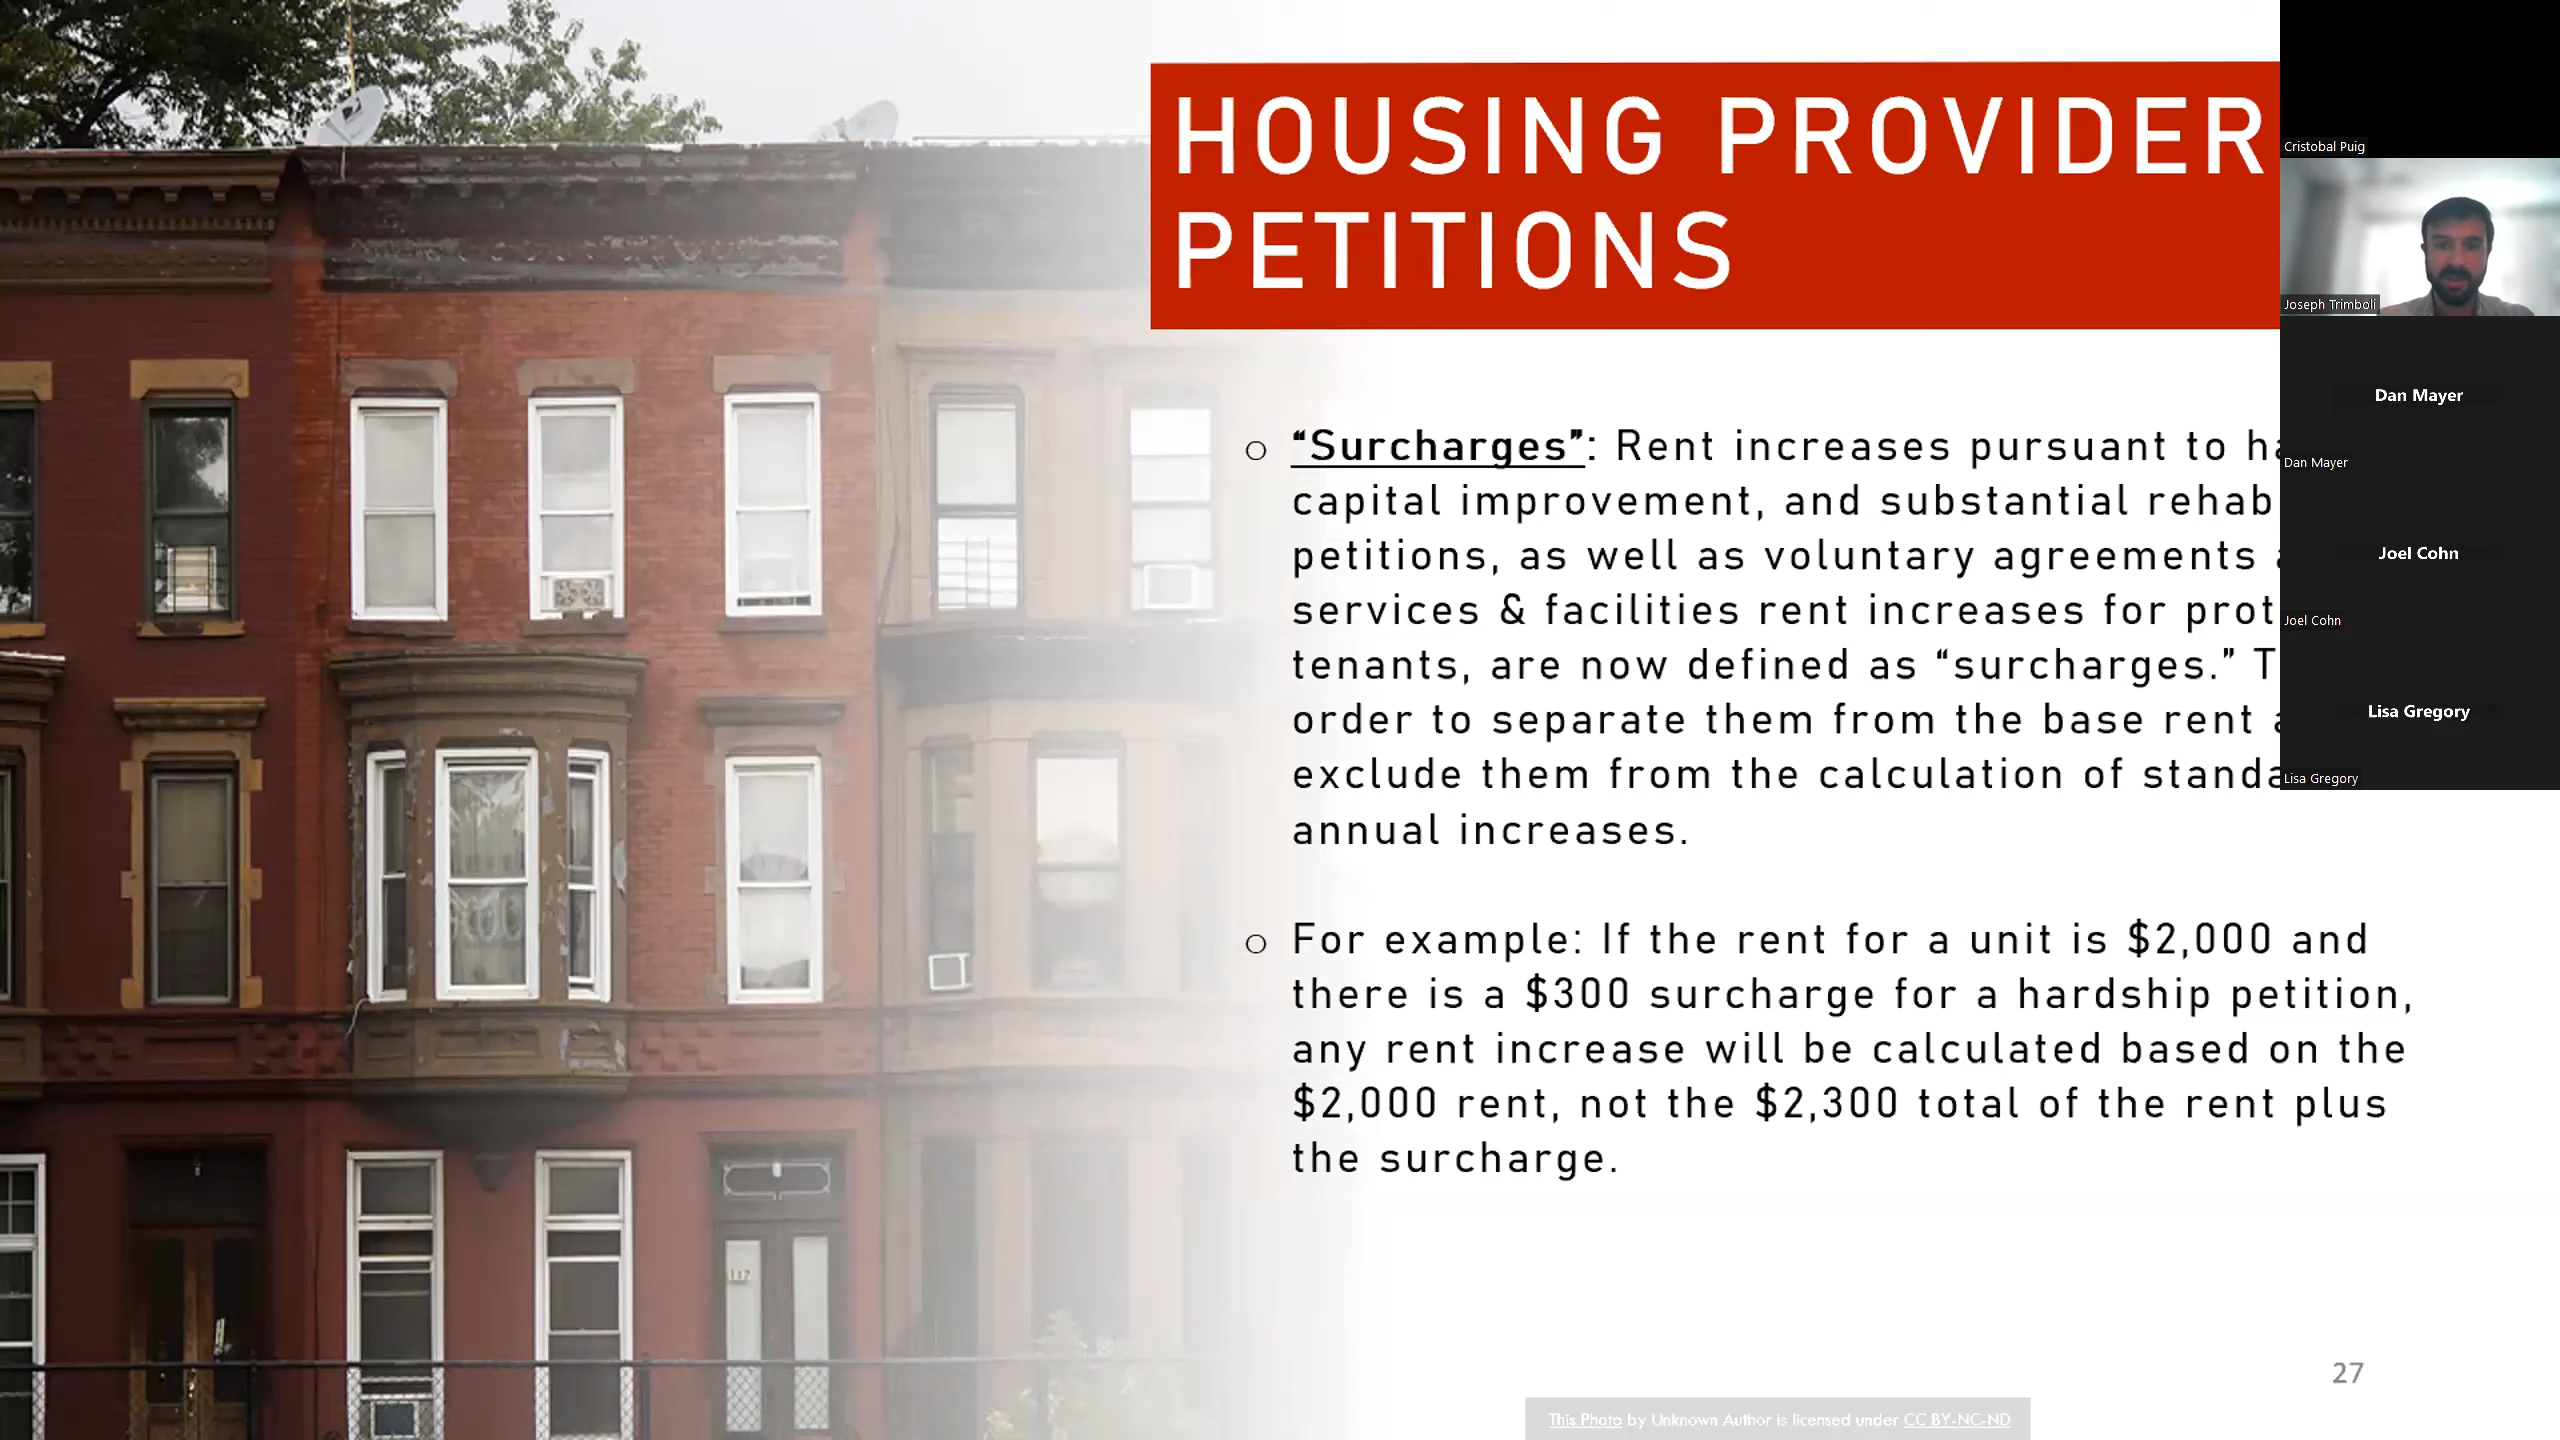 HOUSING PROVIDER
PETITIONS
Cristobal Puig
Joseph Trimboli
Dan Mayer
Dan Mayer
Joel Cohn
Joel Cohn
Lisa Gregory
Lisa Gregory
○ “Surcharges”: Rent increases pursuant to
capital improvement, and substantial rehab
petitions, as well as voluntary agreements
services & facilities rent increases for
tenants, are now defined as “surcharges.”
order to separate them from the base rent
exclude them from the calculation of
annual increases.
○ For example: If the rent for a unit is $2,000 and
there is a $300 surcharge for a hardship petition,
any rent increase will be calculated based on the
$2,000 rent, not the $2,300 total of the rent plus
the surcharge.
117
27
This Photo by Unknown Author is licensed under CC BY-NC-ND